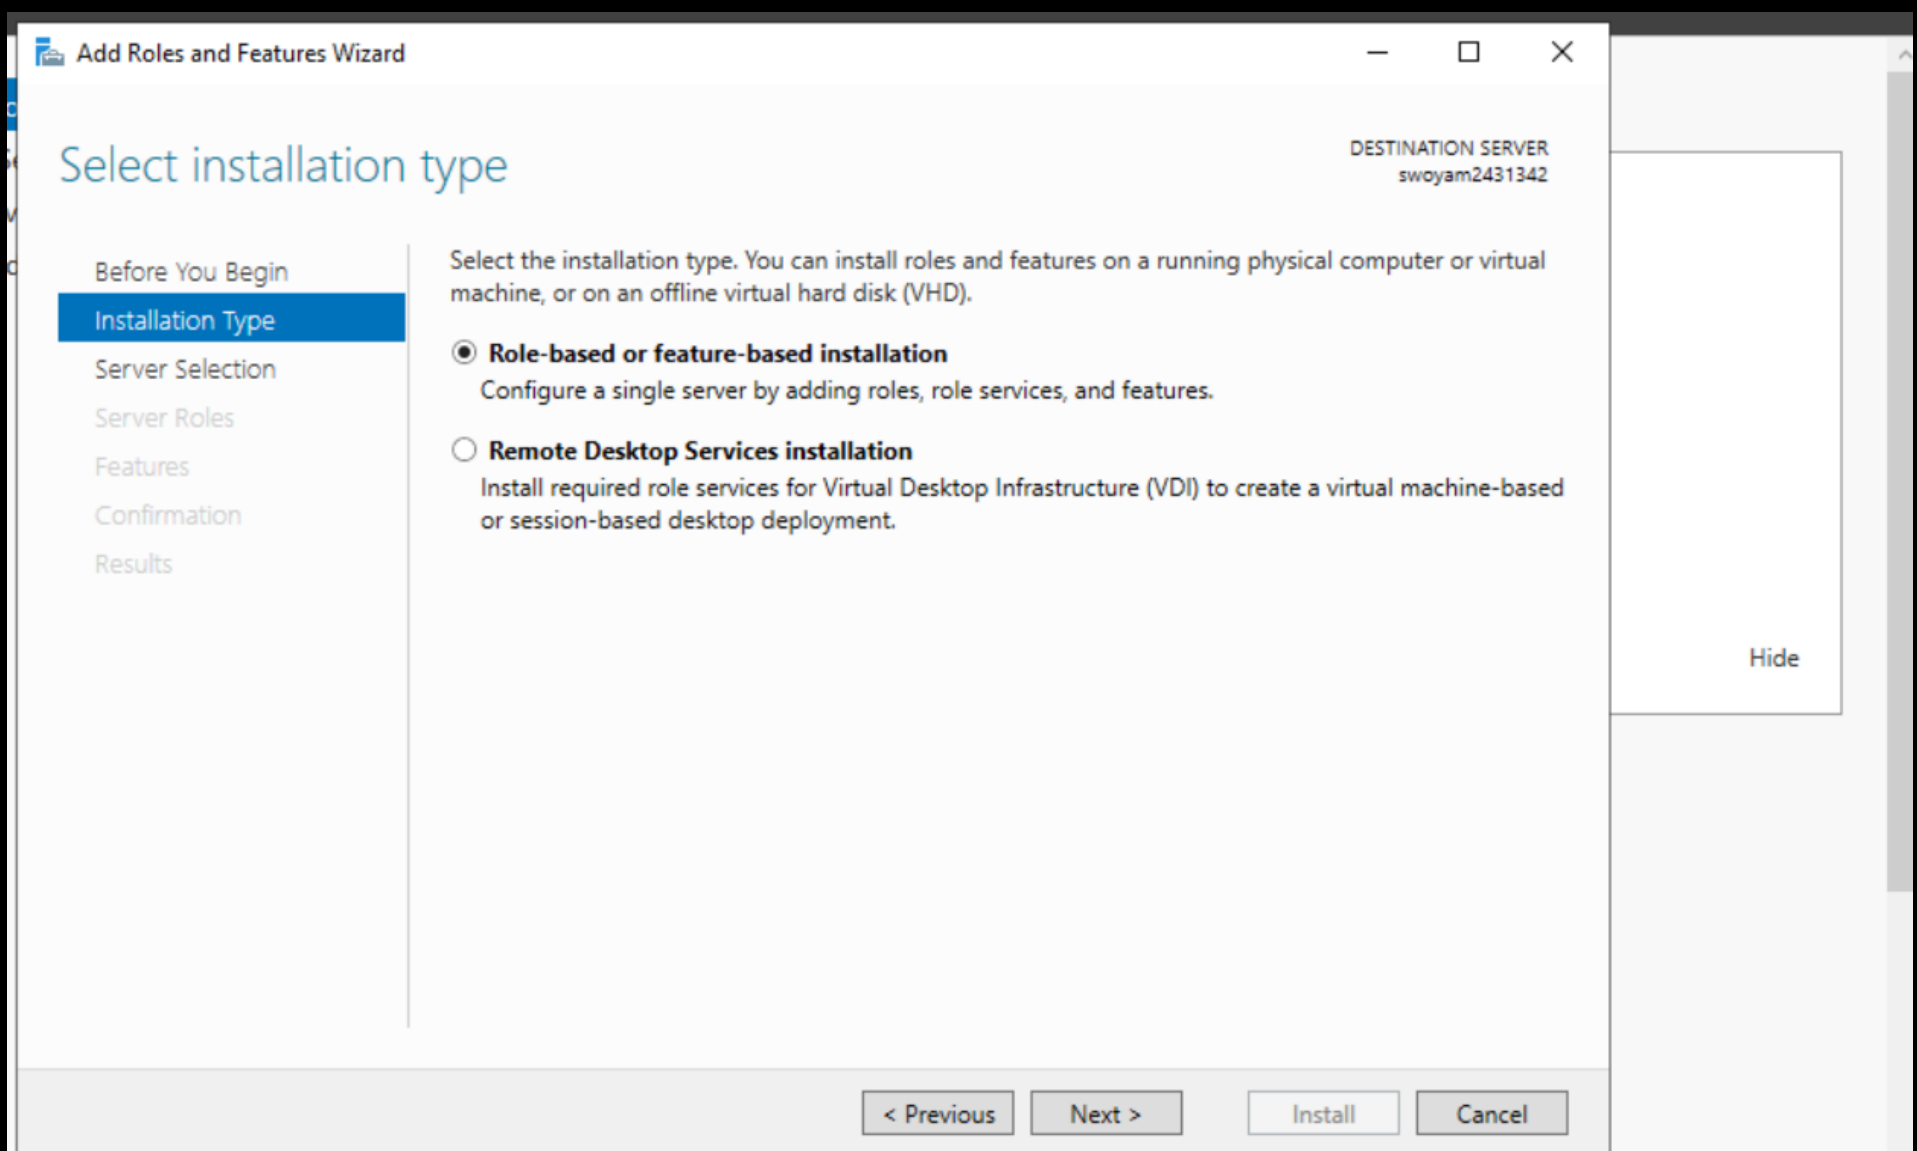 Add Roles and Features Wizard
Select installation type
DESTINATION SERVER
swoyam2431342
Before You Begin
Installation Type
Server Selection
Server Roles
Features
Confirmation
Results
Select the installation type. You can install roles and features on a running physical computer or virtual
machine, or on an offline virtual hard disk (VHD).
Role-based or feature-based installation
Configure a single server by adding roles, role services, and features.
Remote Desktop Services installation
Install required role services for Virtual Desktop Infrastructure (VDI) to create a virtual machine-based
or session-based desktop deployment.
Hide
< Previous
Next >
Install
Cancel